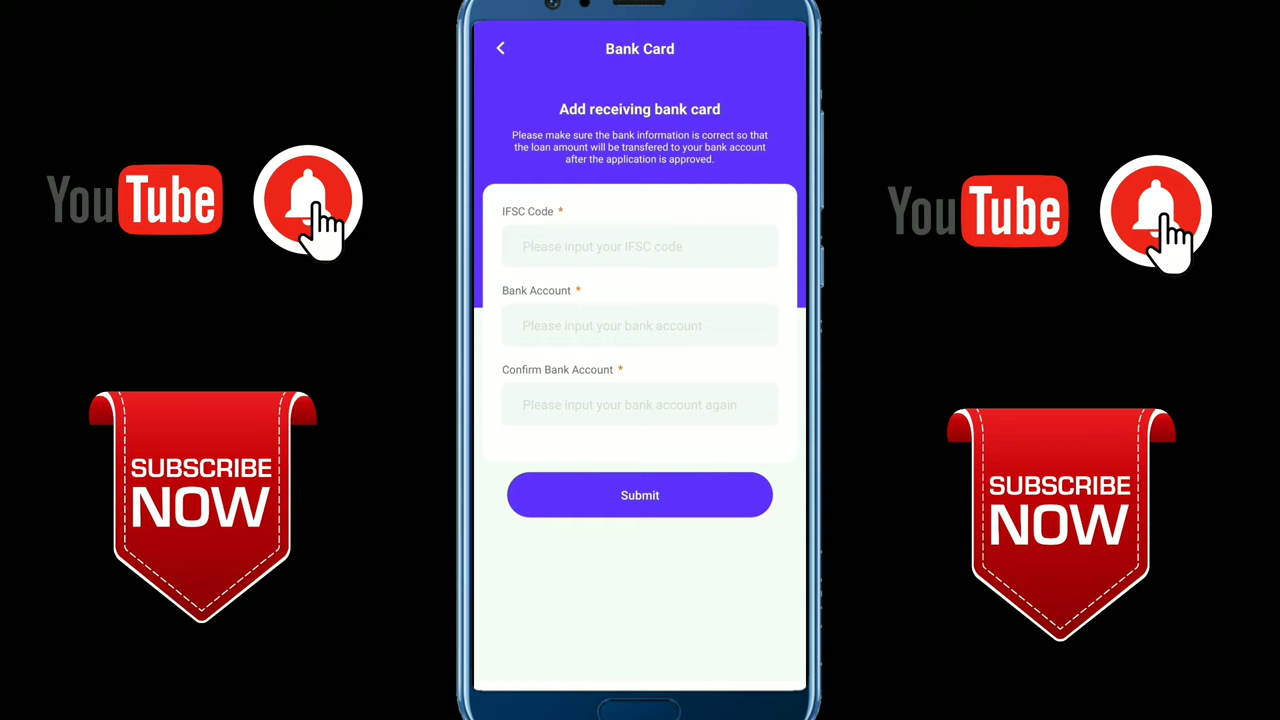 Bank Card
Add receiving bank card
Please make sure the bank information is correct so that
the loan amount will be transfered to your bank account
after the application is approved.
IFSC Code *
Please input your IFSC code
Bank Account *
Please input your bank account
Confirm Bank Account *
Please input your bank account again
Submit
YouTube
SUBSCRIBE
NOW
YouTube
SUBSCRIBE
NOW